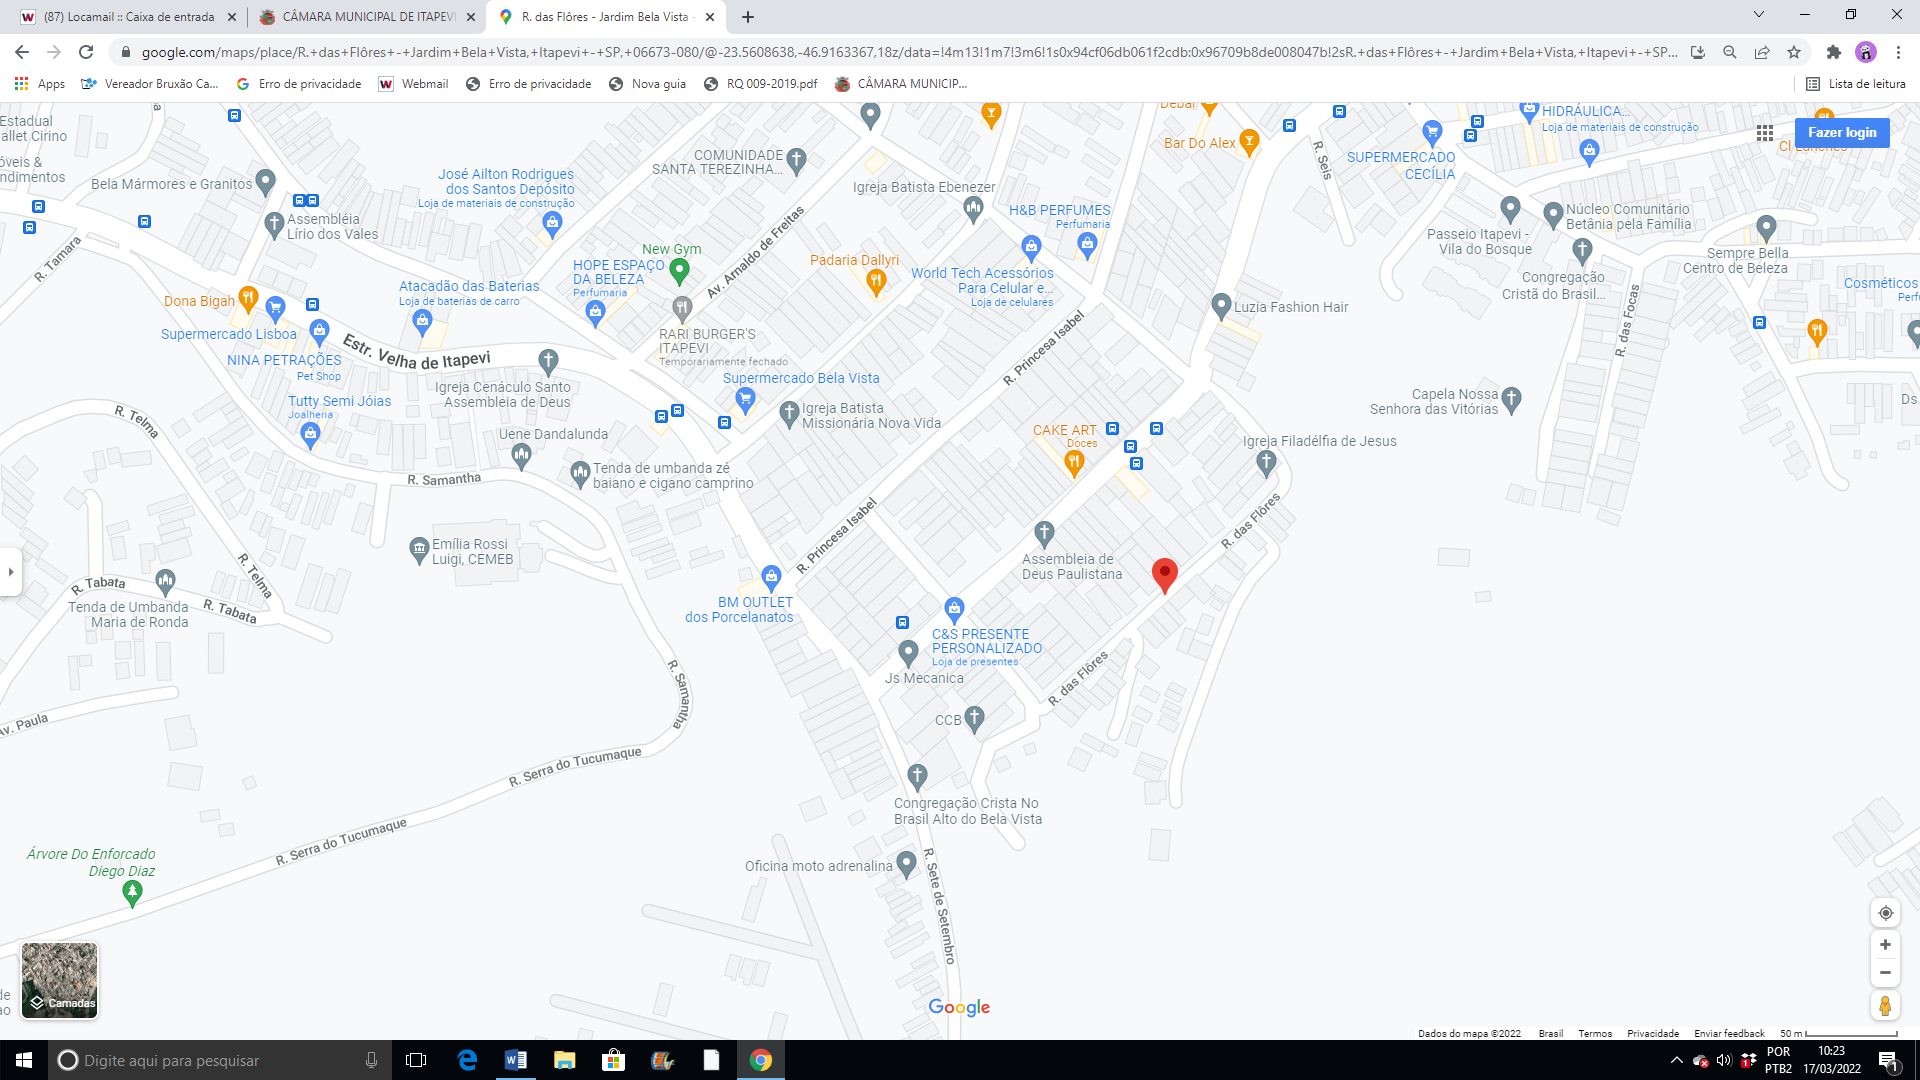 (87) Locamail :: Caixa de entrada
CÂMARA MUNICIPAL DE ITAPEVI
R. das Flôres - Jardim Bela Vista -
google.com/maps/place/R.+das+Flôres+-+Jardim+Bela+Vista,+Itapevi+-+SP,+06673-080/@-23.5608638,-46.9163367,18z/data=!4m13!1m7!3m6!1s0x94cf06db061f2cdb:0x96709b8de008047b!2sR.+das+Flôres+-+Jardim+Bela+Vista,+Itapevi+-+SP...
Apps
Vereador Bruxão Ca...
Erro de privacidade
Webmail
Erro de privacidade
Nova guia
RQ 009-2019.pdf
CÂMARA MUNICIP...
Lista de leitura
Fazer login
Estadual
allet Cirino
óveis &
ndimentos
Bela Mármores e Granitos
Assembléia
Lírio dos Vales
José Ailton Rodrigues
dos Santos Depósito
Loja de materiais de construção
COMUNIDADE
SANTA TEREZINHA...
Igreja Batista Ebenezer
Debar
Bar Do Alex
R. Seis
HIDRÁULICA...
Loja de materiais de construção
SUPERMERCADO
CECÍLIA
H&B PERFUMES
Perfumaria
Núcleo Comunitário
Betânia pela Família
Passeio Itapevi -
Vila do Bosque
Sempre Bella
Centro de Beleza
Congregação
Cristã do Brasil...
Cosméticos
Perf
R. das Focas
R. Tamara
New Gym
HOPE ESPAÇO
DA BELEZA
Perfumaria
Av. Arnaldo de Freitas
Padaria Dallyri
World Tech Acessórios
Para Celular e...
Loja de celulares
Atacadão das Baterias
Loja de baterias de carro
Dona Bigah
Supermercado Lisboa
NINA PETRAÇÕES
Pet Shop
Estr. Velha de Itapevi
RARI BURGER'S
ITAPEVI
Temporariamente fechado
R. Princesa Isabel
Luzia Fashion Hair
Supermercado Bela Vista
Igreja Cenáculo Santo
Assembleia de Deus
Tutty Semi Jóias
Joalheria
Igreja Batista
Missionária Nova Vida
Capela Nossa
Senhora das Vitórias
Ds
R. Telma
Uene Dandalunda
CAKE ART
Doces
Igreja Filadélfia de Jesus
R. Samantha
Tenda de umbanda zé
baiano e cigano camprino
R. das Flôres
R. Princesa Isabel
Emília Rossi
Luigi, CEMEB
Assembleia de
Deus Paulistana
R. Telma
R. Tabata
Tenda de Umbanda
Maria de Ronda
R. Tabata
BM OUTLET
dos Porcelanatos
C&S PRESENTE
PERSONALIZADO
Loja de presentes
Js Mecanica
R. das Flôres
R. Samantha
Av. Paula
CCB
R. Serra do Tucumaque
Congregação Crista No
Brasil Alto do Bela Vista
R. Serra do Tucumaque
Árvore Do Enforcado
Diego Diaz
Oficina moto adrenalina
R. Sete de Setembro
de
Camadas
Google
Dados do mapa ©2022
Brasil
Termos
Privacidade
Enviar feedback
50 m
Digite aqui para pesquisar
POR
PTB2
10:23
17/03/2022
1